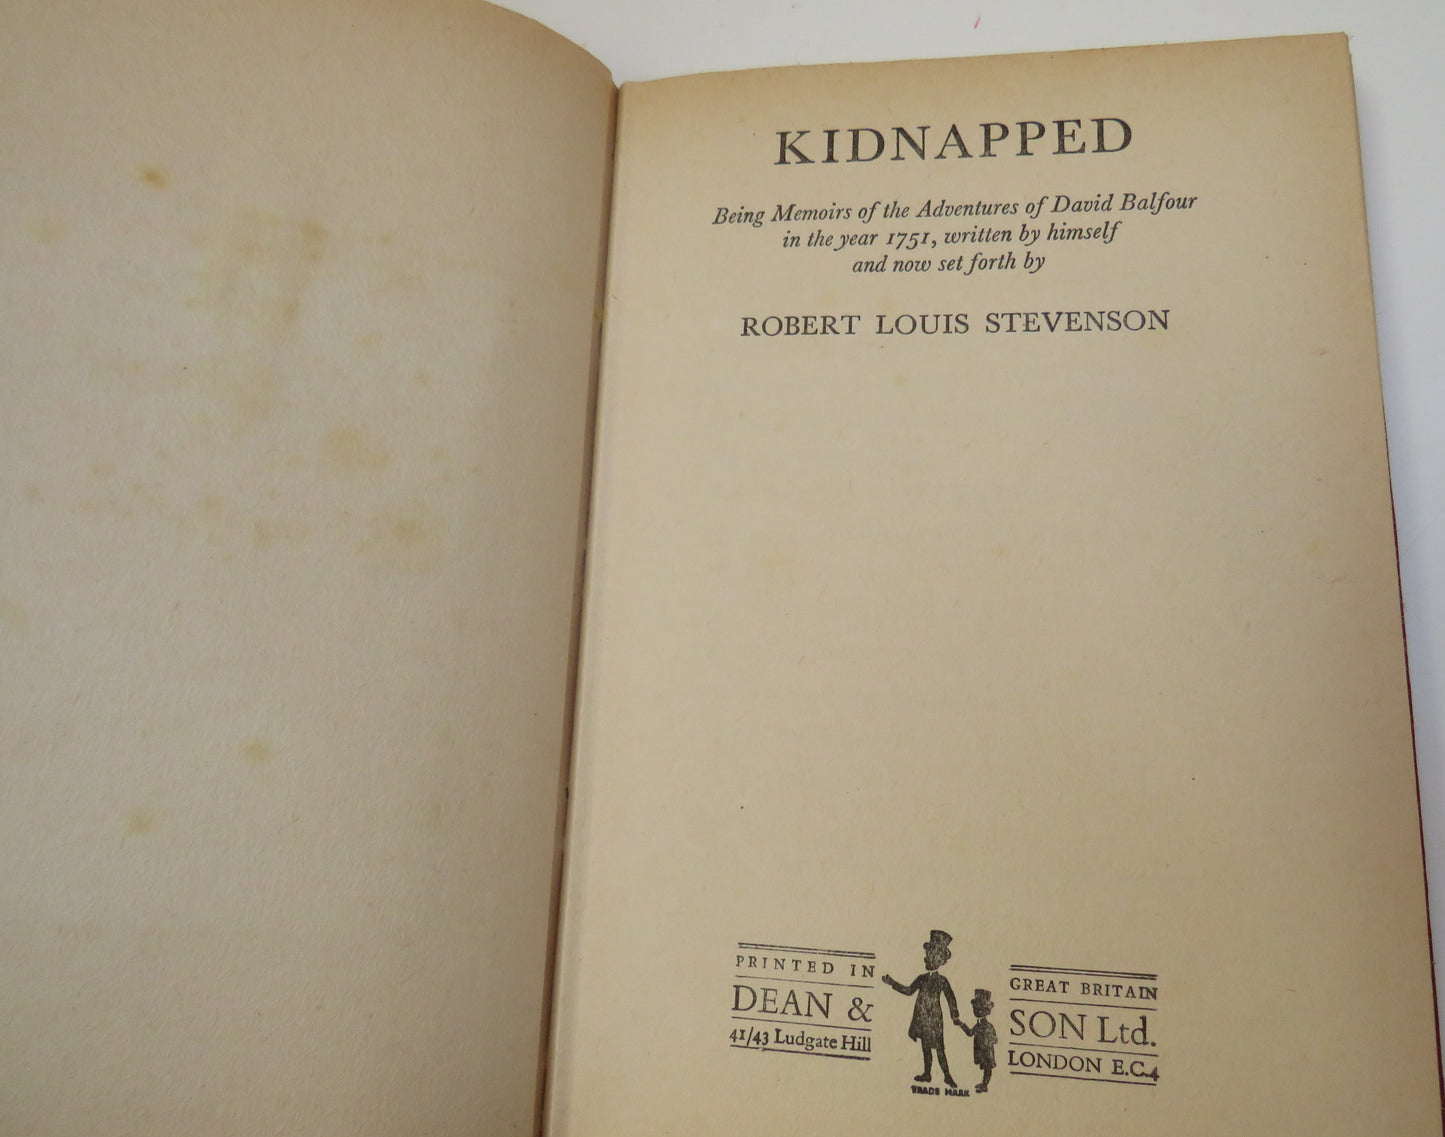 KIDNAPPED
Being Memoirs of the Adventures of David Balfour
in the year 1751, written by himself
and now set forth by
ROBERT LOUIS STEVENSON
PRINTED IN
DEAN &
41/43 Ludgate Hill
TRADE MARK
GREAT BRITAIN
SON Ltd.
LONDON E.C.4